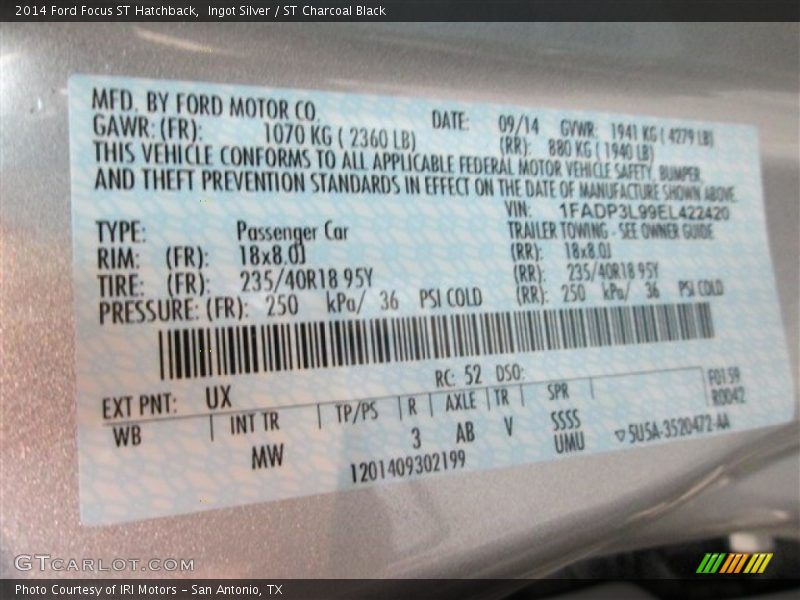 2014 Ford Focus ST Hatchback,  Ingot Silver / ST Charcoal Black
MFD. BY FORD MOTOR CO. DATE: 09/14 GVWR: 1941 KG ( 4279 LB)
GAWR: (FR): 1070 KG ( 2360 LB) (RR): 880 KG ( 1940 LB)
THIS VEHICLE CONFORMS TO ALL APPLICABLE FEDERAL MOTOR VEHICLE SAFETY, BUMPER,
AND THEFT PREVENTION STANDARDS IN EFFECT ON THE DATE OF MANUFACTURE SHOWN ABOVE.
VIN: 1FADP3L99EL422420
TYPE: Passenger Car TRAILER TOWING - SEE OWNER GUIDE
RIM: (FR): 18x8.0J (RR): 18x8.0J
TIRE: (FR): 235/40R18 95Y (RR): 235/40R18 95Y
PRESSURE: (FR): 250 kPa/ 36 PSI COLD (RR): 250 kPa/ 36 PSI COLD
EXT PNT: UX RC: 52 DSO: F0159
WB INT TR TP/PS R AXLE TR SPR R0042
MW 3 AB V SSSS
1201409302199 UMU 5U5A-3520472-AA
GTCarLot.com
Photo Courtesy of IRI Motors – San Antonio, TX